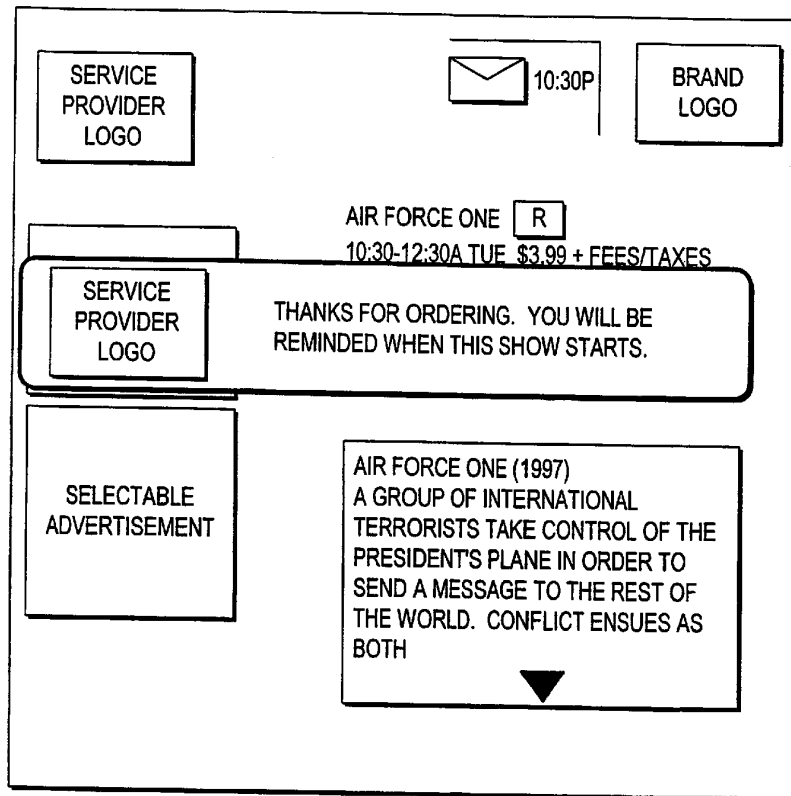 SERVICE
PROVIDER
LOGO
10:30P
BRAND
LOGO
AIR FORCE ONE R
10:30-12:30A TUE $3.99 + FEES/TAXES
SERVICE
PROVIDER
LOGO
THANKS FOR ORDERING. YOU WILL BE
REMINDED WHEN THIS SHOW STARTS.
SELECTABLE
ADVERTISEMENT
AIR FORCE ONE (1997)
A GROUP OF INTERNATIONAL
TERRORISTS TAKE CONTROL OF THE
PRESIDENT'S PLANE IN ORDER TO
SEND A MESSAGE TO THE REST OF
THE WORLD. CONFLICT ENSUES AS
BOTH